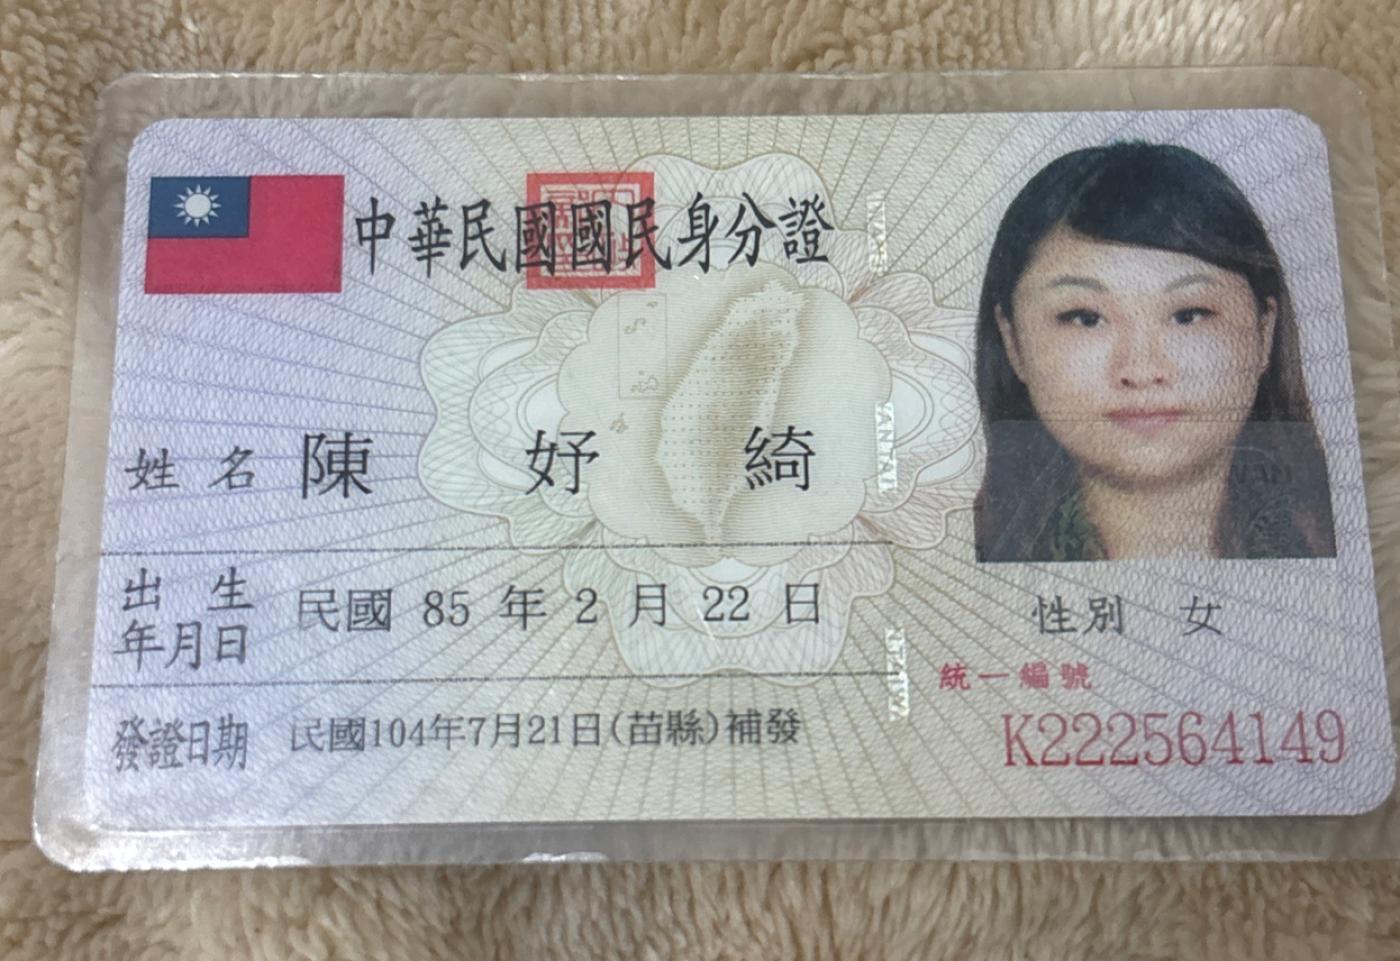 中華民國國民身分證
姓名 陳妤綺
出生年月日 民國 85 年 2 月 22 日
性別 女
統一編號
K222564149
發證日期 民國104年7月21日(苗縣)補發